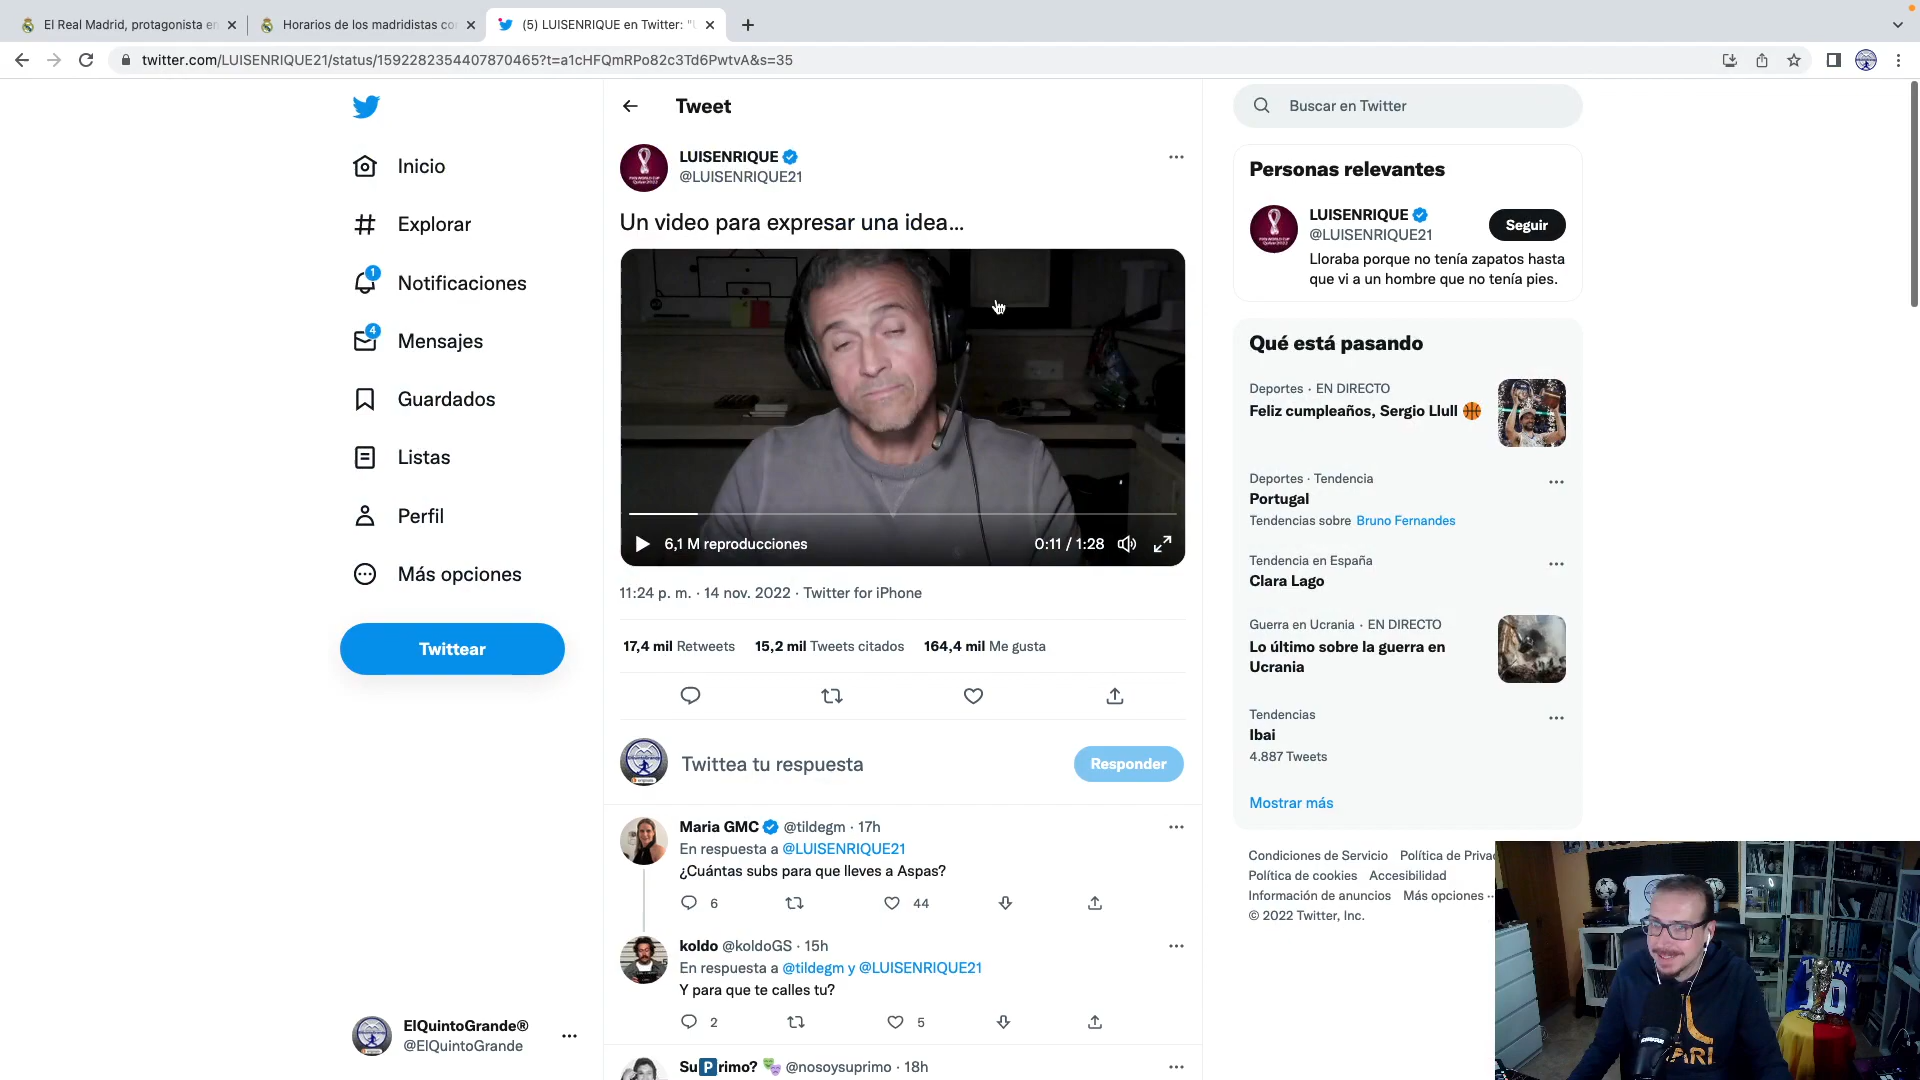 El Real Madrid, protagonista en
Horarios de los madridistas co
(5) LUISENRIQUE en Twitter: "U
twitter.com/LUISENRIQUE21/status/1592282354407870465?t=a1cHFQmRPo82c3Td6PwtvA&s=35
Inicio
Explorar
1
Notificaciones
4
Mensajes
Guardados
Listas
Perfil
Más opciones
Twittear
ElQuintoGrande®
@ElQuintoGrande
Tweet
LUISENRIQUE
@LUISENRIQUE21
Un video para expresar una idea...
6,1 M reproducciones
0:11 / 1:28
11:24 p. m. · 14 nov. 2022 · Twitter for iPhone
17,4 mil Retweets 15,2 mil Tweets citados 164,4 mil Me gusta
Twittea tu respuesta
Responder
Maria GMC @tildegm · 17h
En respuesta a @LUISENRIQUE21
¿Cuántas subs para que lleves a Aspas?
6 44
koldo @koldoGS · 15h
En respuesta a @tildegm y @LUISENRIQUE21
Y para que te calles tu?
2 5
Su🅿rimo? @nosoysuprimo · 18h
Buscar en Twitter
Personas relevantes
LUISENRIQUE
@LUISENRIQUE21
Seguir
Lloraba porque no tenía zapatos hasta
que vi a un hombre que no tenía pies.
Qué está pasando
Deportes · EN DIRECTO
Feliz cumpleaños, Sergio Llull 🏀
Deportes · Tendencia
Portugal
Tendencias sobre Bruno Fernandes
Tendencia en España
Clara Lago
Guerra en Ucrania · EN DIRECTO
Lo último sobre la guerra en
Ucrania
Tendencias
Ibai
4.887 Tweets
Mostrar más
Condiciones de Servicio Política de Priva
Política de cookies Accesibilidad
Información de anuncios Más opciones ··
© 2022 Twitter, Inc.
10